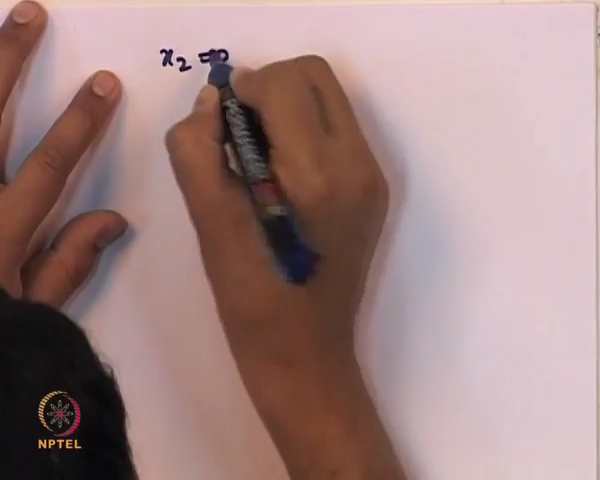 x₂ =
NPTEL